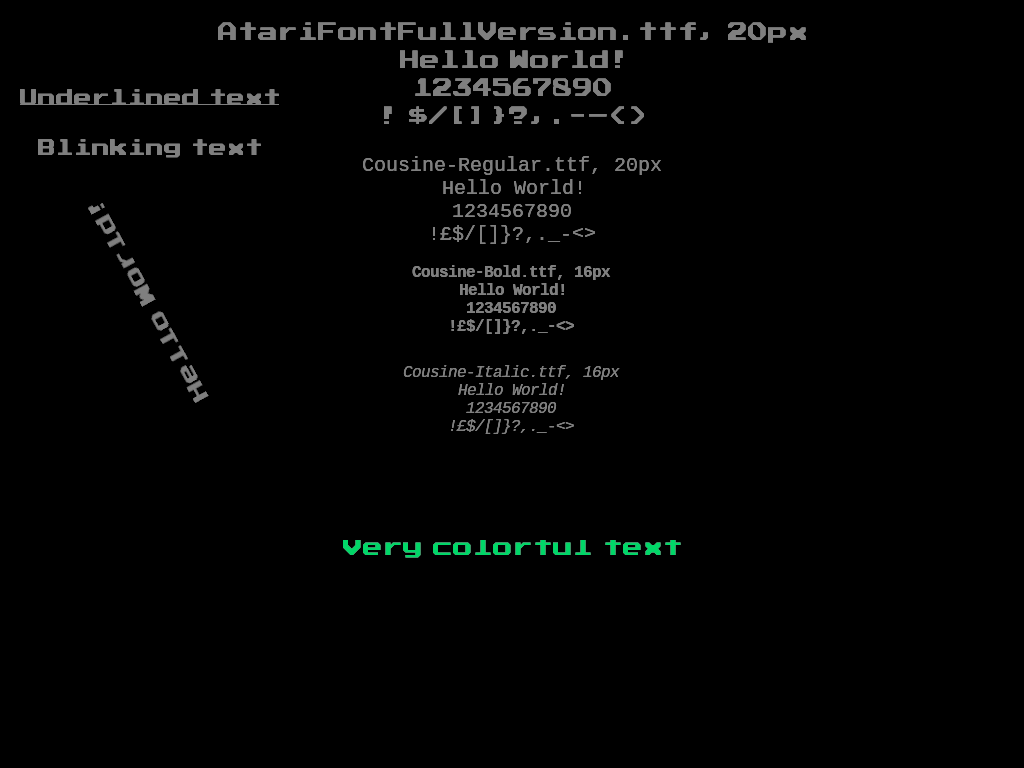 AtariFontFullVersion.ttf, 20px
Hello World!
1234567890
! $/[]}?,.--<>
Underlined text
Blinking text
Hello World!
Cousine-Regular.ttf, 20px
Hello World!
1234567890
!£$/[]}?,._-<>
Cousine-Bold.ttf, 16px
Hello World!
1234567890
!£$/[]}?,._-<>
Cousine-Italic.ttf, 16px
Hello World!
1234567890
!£$/[]}?,._-<>
Very colorful text